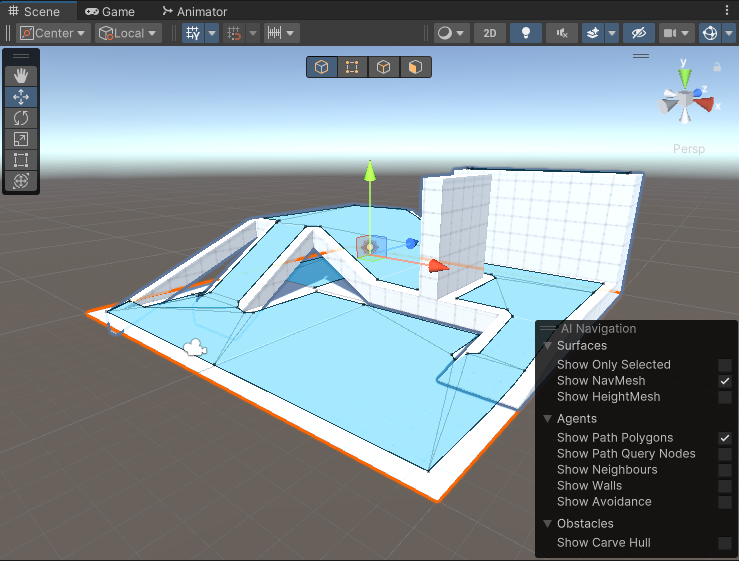 Scene Game Animator
Center Local 2D
y
z
x
Persp
AI Navigation
Surfaces
Show Only Selected
Show NavMesh
Show HeightMesh
Agents
Show Path Polygons
Show Path Query Nodes
Show Neighbours
Show Walls
Show Avoidance
Obstacles
Show Carve Hull